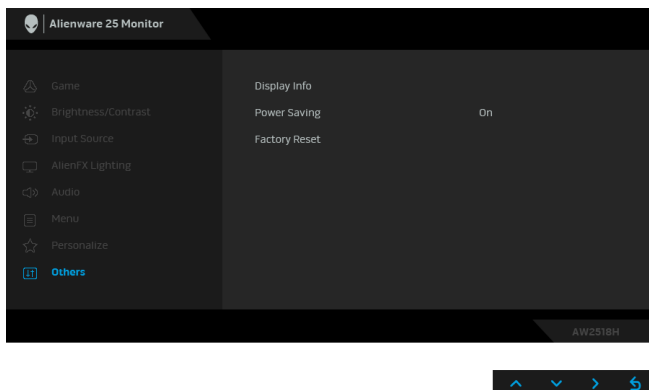 Alienware 25 Monitor
Game
Display Info
Brightness/Contrast
Power Saving On
Input Source
Factory Reset
AlienFX Lighting
Audio
Menu
Personalize
Others
AW2518H